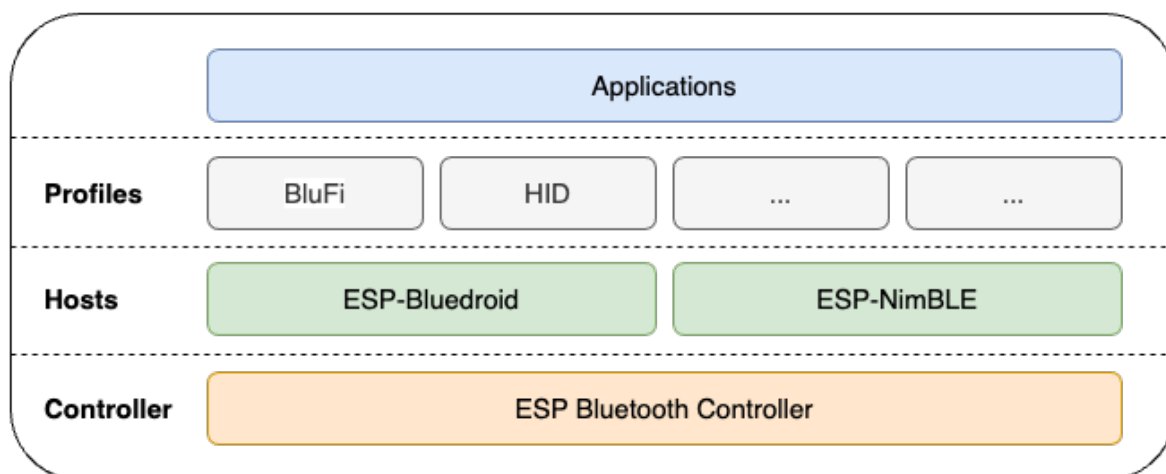 Applications
Profiles BluFi HID ... ...
Hosts ESP-Bluedroid ESP-NimBLE
Controller ESP Bluetooth Controller